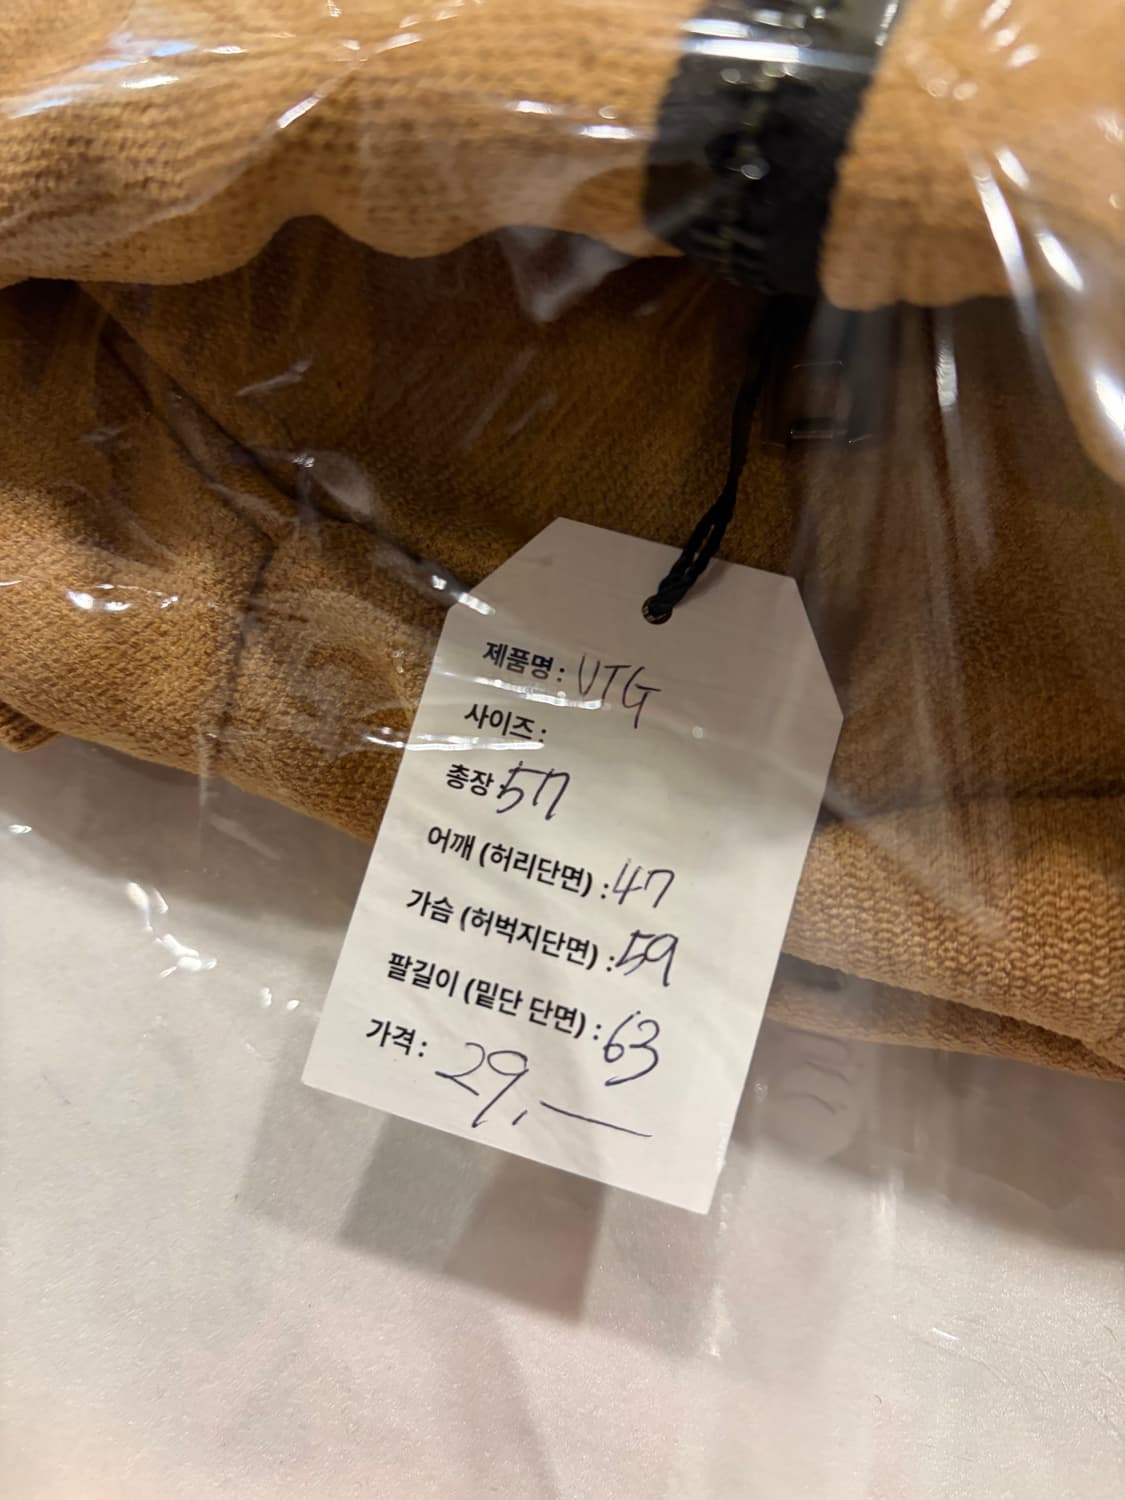 제품명 : VTG
사이즈 :
총장 57
어깨 (허리단면) : 47
가슴 (허벅지단면) : 59
팔길이 (밑단 단면) : 63
가격 : 29,—